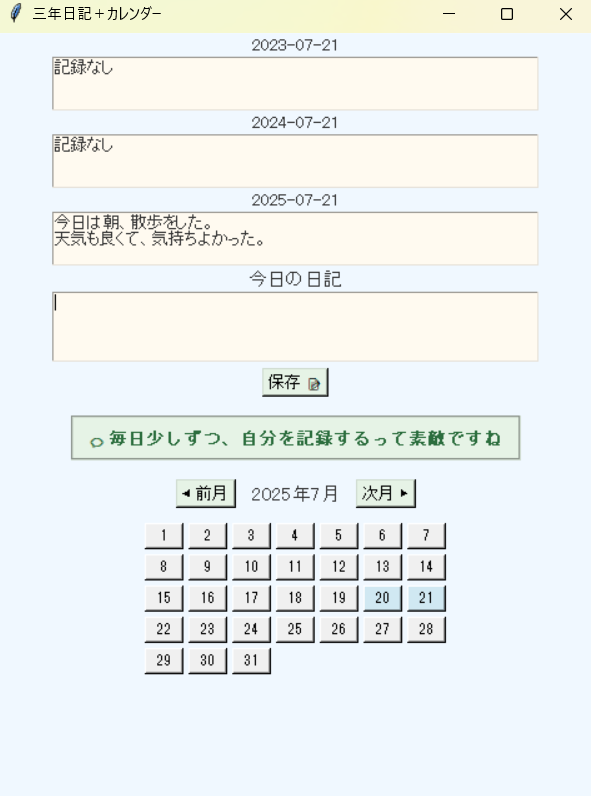 三年日記+カレンダー
2023-07-21
記録なし
2024-07-21
記録なし
2025-07-21
今日は朝、散歩をした。
天気も良くて、気持ちよかった。
今日の日記
保存
毎日少しずつ、自分を記録するって素敵ですね
◀ 前月 2025年7月 次月 ▶
1 2 3 4 5 6 7
8 9 10 11 12 13 14
15 16 17 18 19 20 21
22 23 24 25 26 27 28
29 30 31